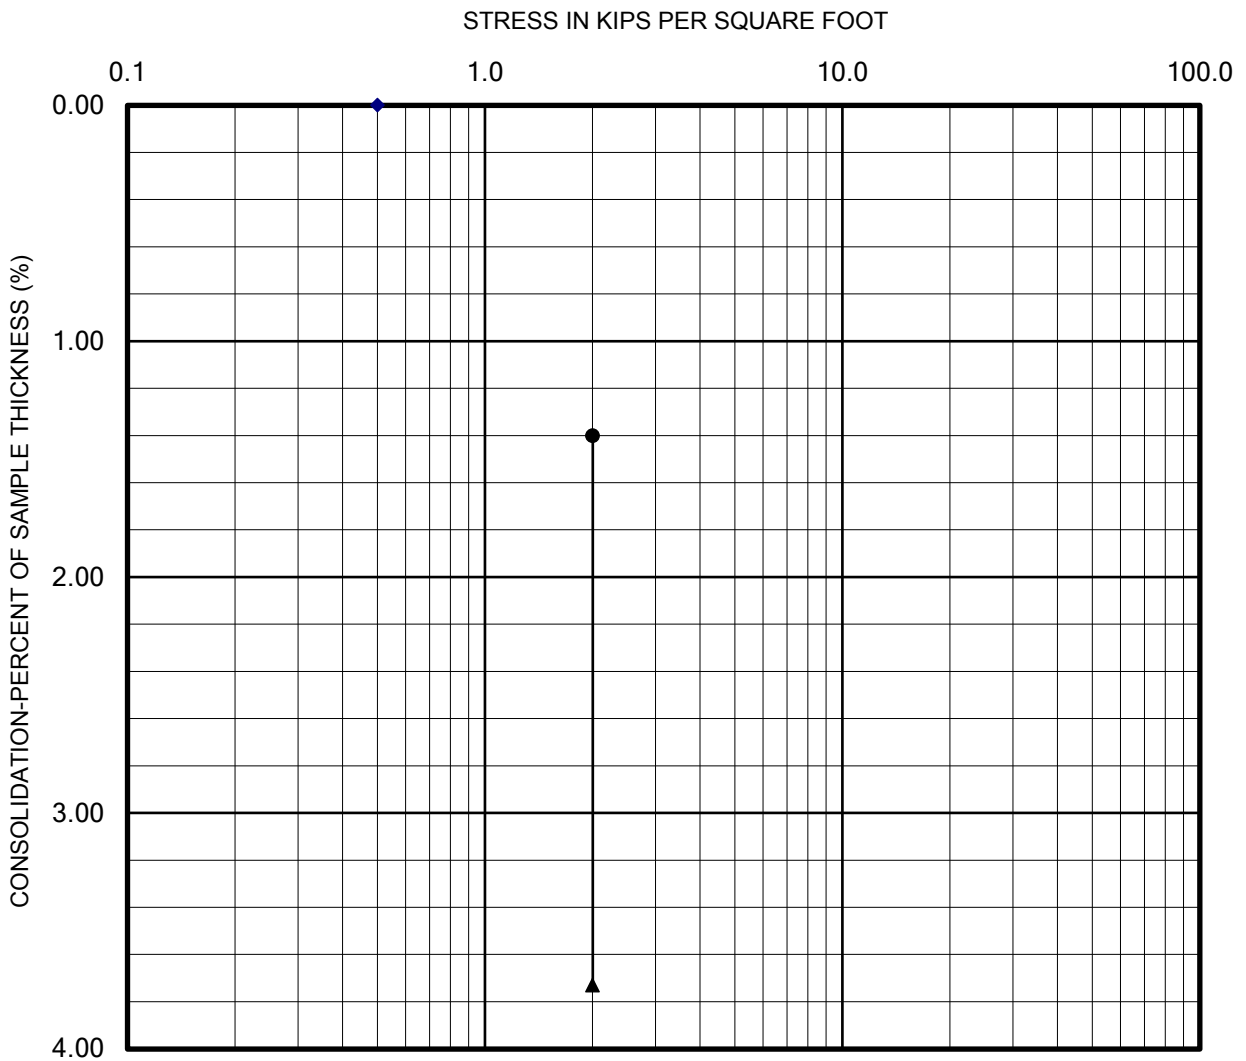 STRESS IN KIPS PER SQUARE FOOT
0.1 1.0 10.0 100.0
0.00
1.00
2.00
3.00
4.00
CONSOLIDATION-PERCENT OF SAMPLE THICKNESS (%)